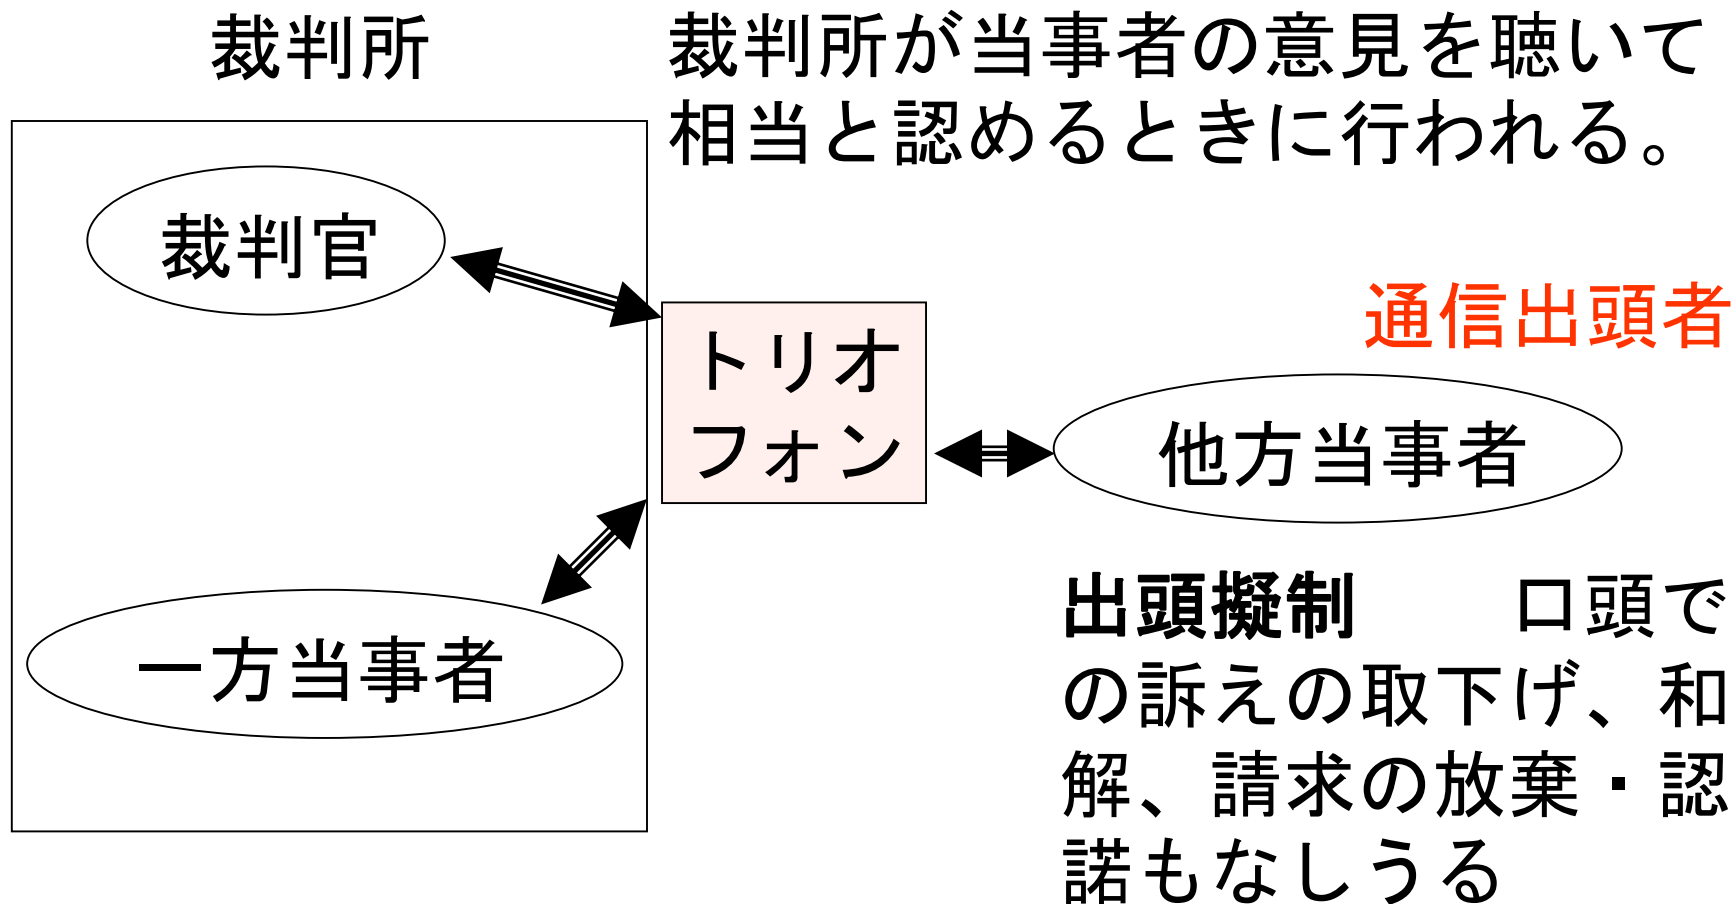 裁判所
裁判所が当事者の意見を聴いて
相当と認めるときに行われる。
裁判官
トリオ
フォン
通信出頭者
他方当事者
一方当事者
出頭擬制　　口頭で
の訴えの取下げ、和
解、請求の放棄・認
諾もなしうる